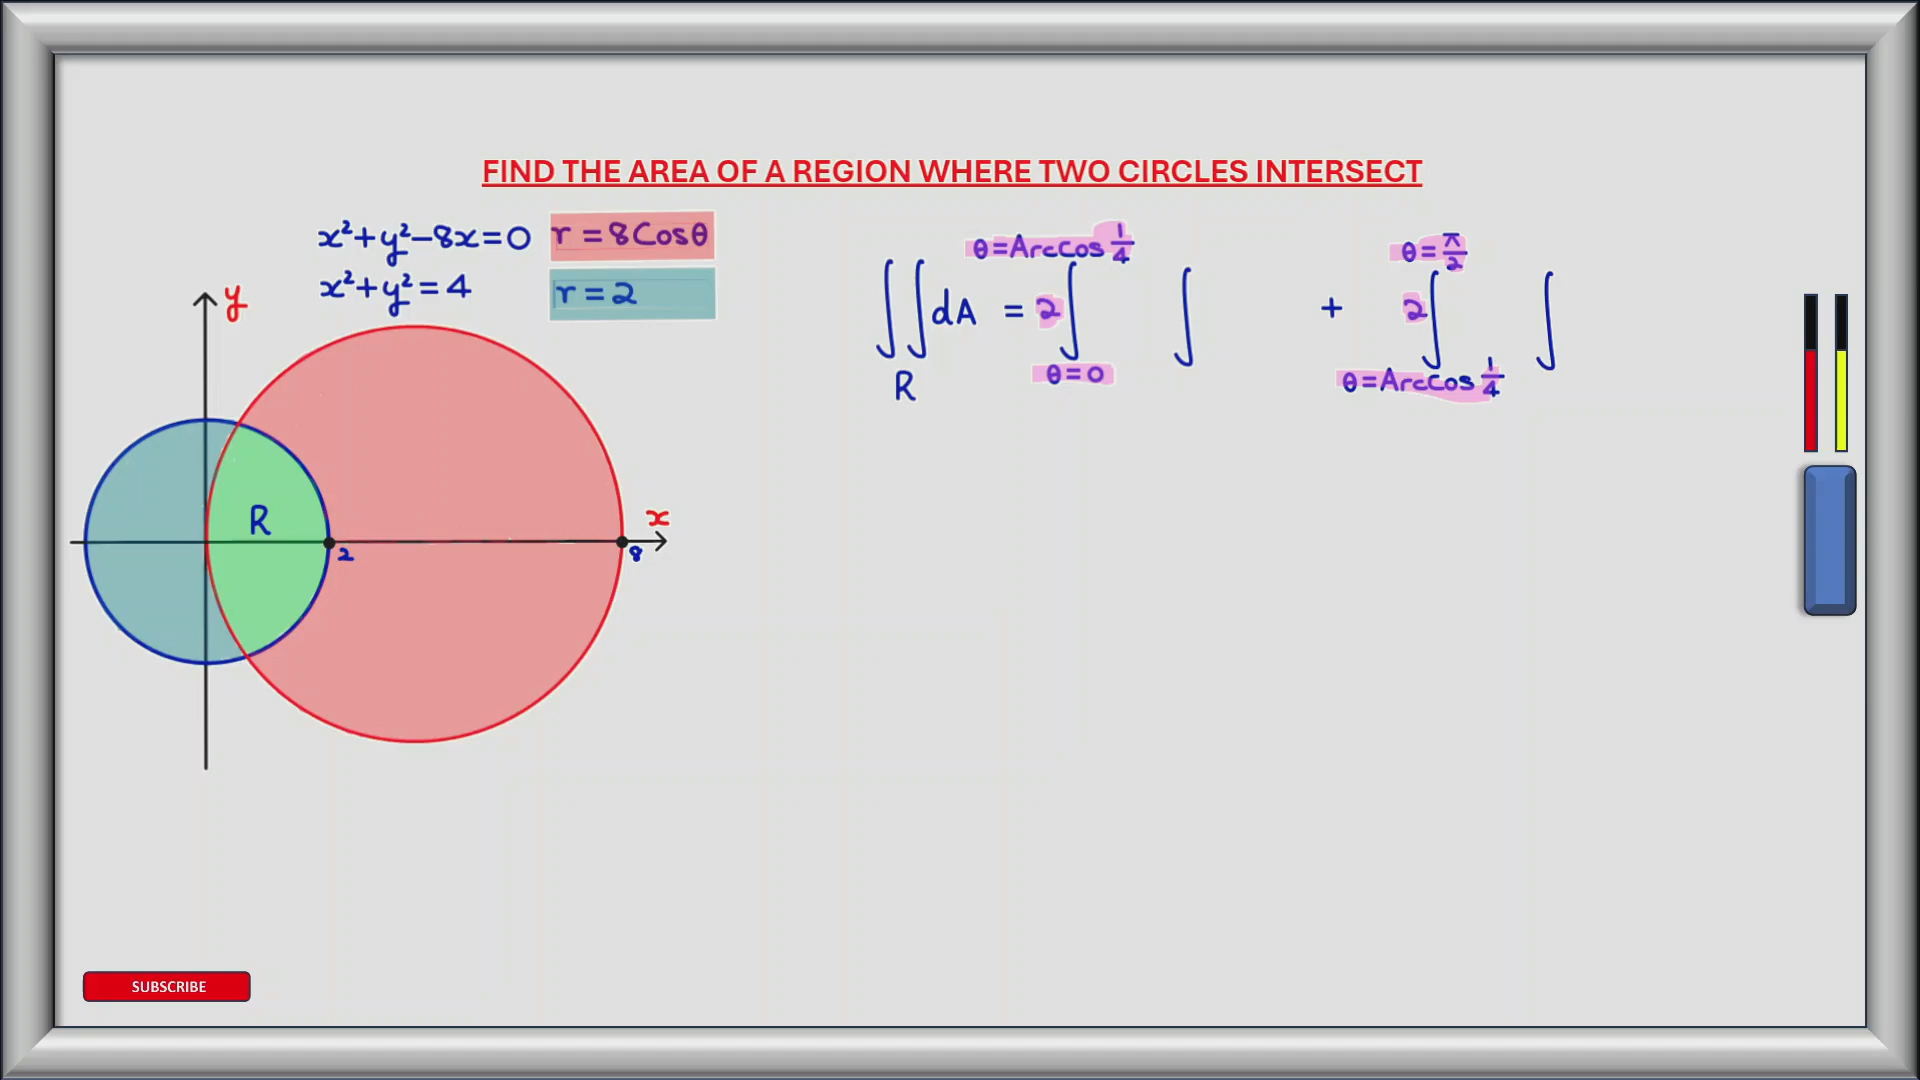 FIND THE AREA OF A REGION WHERE TWO CIRCLES INTERSECT
x²+y²−8x=0 r=8Cosθ
x²+y²=4 r=2
θ=ArcCos 1/4 θ=π/2
∫∫dA = 2∫ ∫ + 2∫ ∫
R θ=0 θ=ArcCos 1/4
y
R
x
2 8
SUBSCRIBE